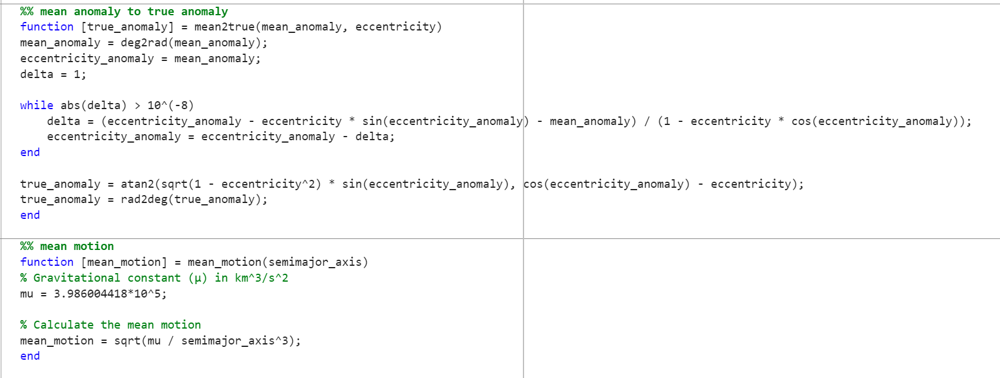 %% mean anomaly to true anomaly
function [true_anomaly] = mean2true(mean_anomaly, eccentricity)
mean_anomaly = deg2rad(mean_anomaly);
eccentricity_anomaly = mean_anomaly;
delta = 1;
while abs(delta) > 10^(-8)
    delta = (eccentricity_anomaly - eccentricity * sin(eccentricity_anomaly) - mean_anomaly) / (1 - eccentricity * cos(eccentricity_anomaly));
    eccentricity_anomaly = eccentricity_anomaly - delta;
end
true_anomaly = atan2(sqrt(1 - eccentricity^2) * sin(eccentricity_anomaly), cos(eccentricity_anomaly) - eccentricity);
true_anomaly = rad2deg(true_anomaly);
end
%% mean motion
function [mean_motion] = mean_motion(semimajor_axis)
% Gravitational constant (μ) in km^3/s^2
mu = 3.986004418*10^5;
% Calculate the mean motion
mean_motion = sqrt(mu / semimajor_axis^3);
end